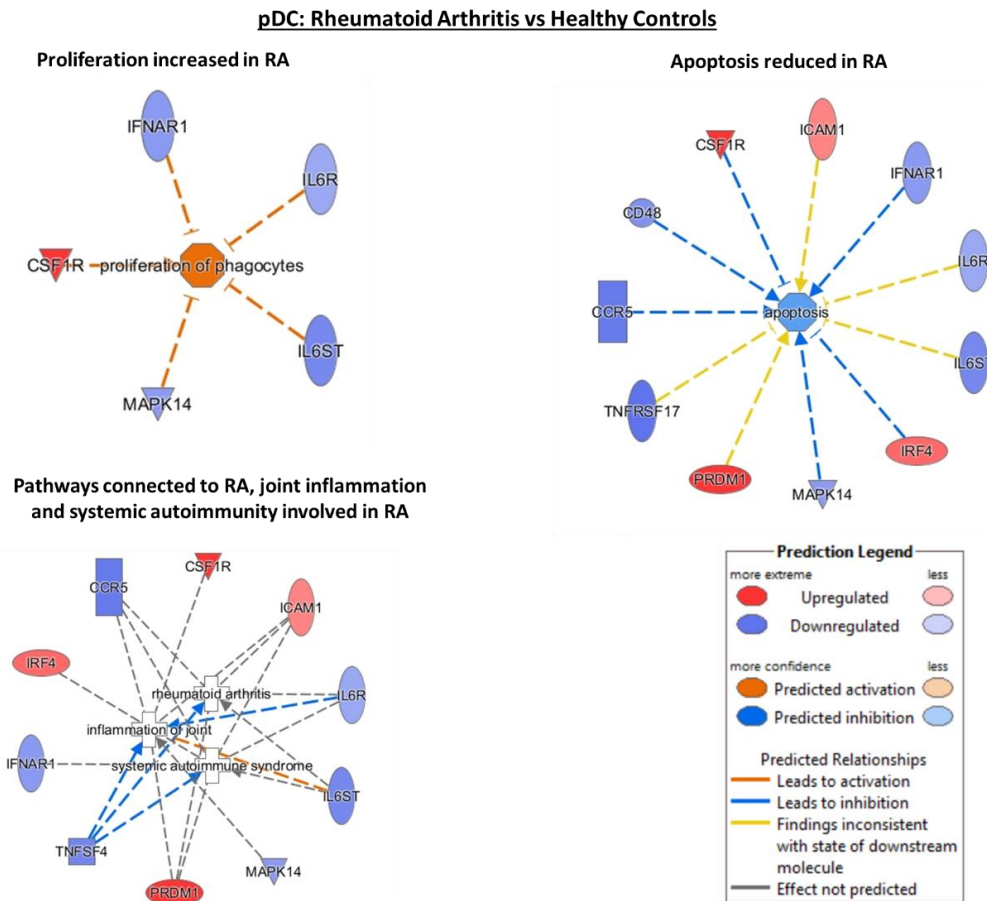 pDC: Rheumatoid Arthritis vs Healthy Controls
Proliferation increased in RA
IFNAR1
IL6R
CSF1R
proliferation of phagocytes
IL6ST
MAPK14
Apoptosis reduced in RA
ICAM1
CSF1R
IFNAR1
CD48
IL6R
CCR5
apoptosis
IL6ST
TNFRSF17
IRF4
PRDM1
MAPK14
Pathways connected to RA, joint inflammation
and systemic autoimmunity involved in RA
CSF1R
CCR5
ICAM1
IRF4
rheumatoid arthritis
IL6R
inflammation of joint
IFNAR1
systemic autoimmune syndrome
IL6ST
TNFSF4
MAPK14
PRDM1
Prediction Legend
more extreme less
Upregulated
Downregulated
more confidence less
Predicted activation
Predicted inhibition
Predicted Relationships
Leads to activation
Leads to inhibition
Findings inconsistent
with state of downstream
molecule
Effect not predicted